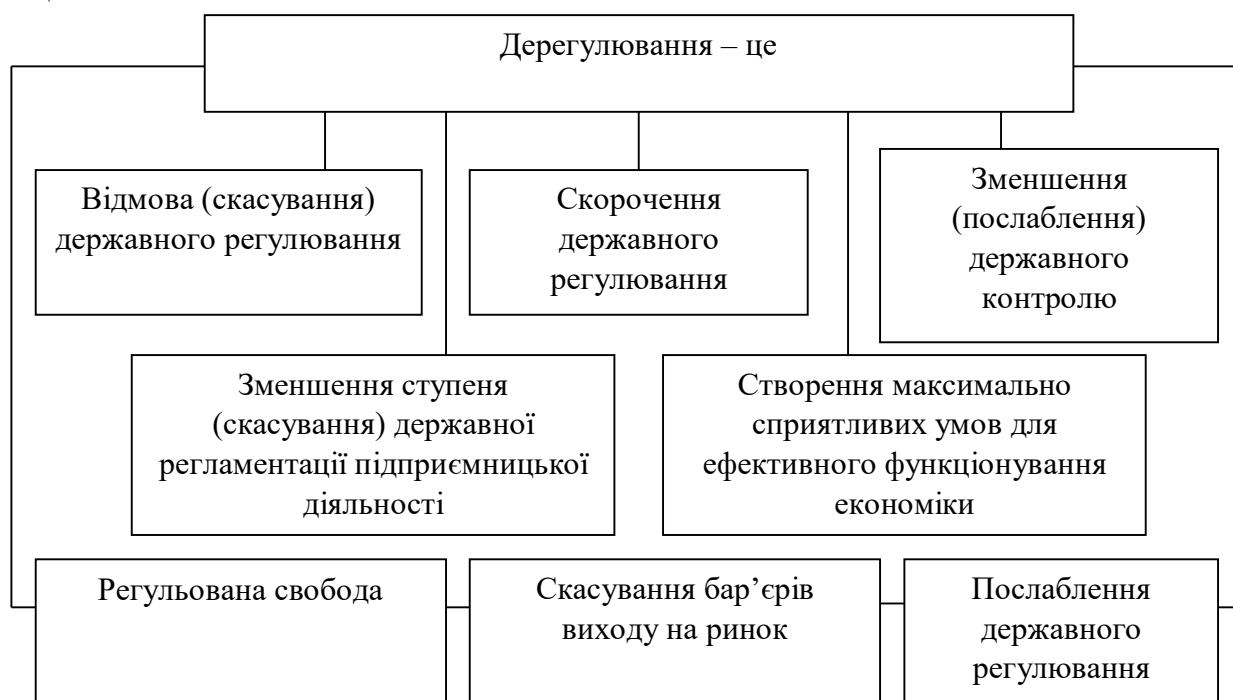 Дерегулювання – це
Відмова (скасування)
державного регулювання
Скорочення
державного
регулювання
Зменшення
(послаблення)
державного
контролю
Зменшення ступеня
(скасування) державної
регламентації підприємницької
діяльності
Створення максимально
сприятливих умов для
ефективного функціонування
економіки
Регульована свобода
Скасування бар’єрів
виходу на ринок
Послаблення
державного
регулювання